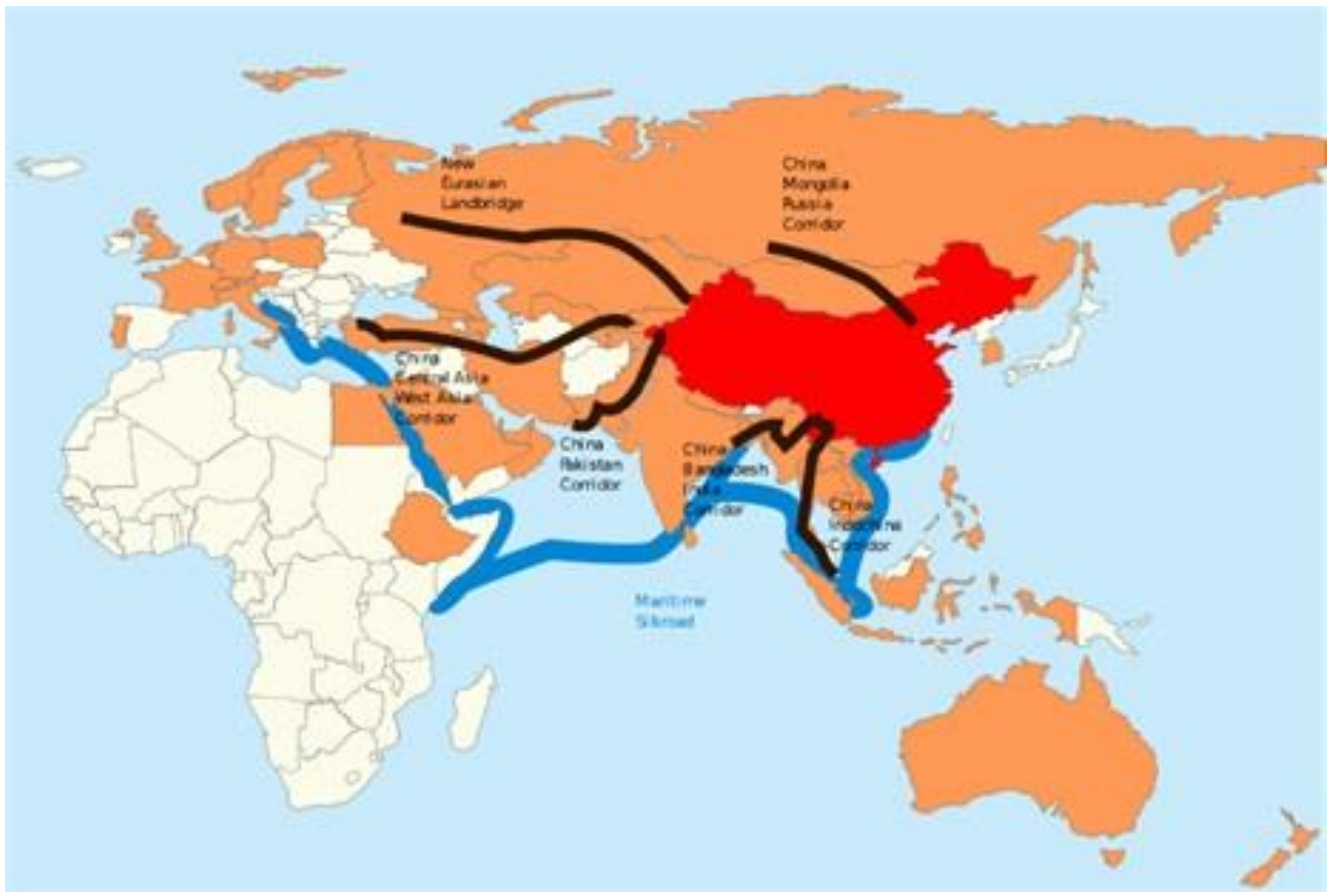 New
Eurasian
Landbridge
China
Mongolia
Russia
Corridor
China
Central Asia
West Asia
Corridor
China
Pakistan
Corridor
China
Bangladesh
India
Corridor
China
Indochina
Corridor
Maritime
Silkroad